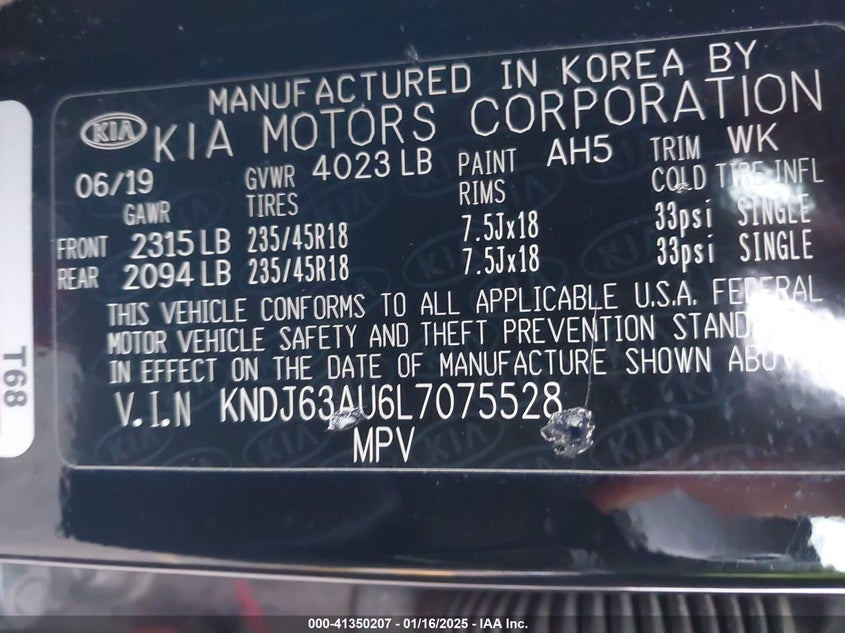 MANUFACTURED IN KOREA BY
KIA KIA MOTORS CORPORATION
06/19 GVWR 4023 LB PAINT AH5 TRIM WK
GAWR TIRES RIMS COLD TIRE INFL
FRONT 2315 LB 235/45R18 7.5Jx18 33psi SINGLE
REAR 2094 LB 235/45R18 7.5Jx18 33psi SINGLE
THIS VEHICLE CONFORMS TO ALL APPLICABLE U.S.A. FEDERAL
MOTOR VEHICLE SAFETY AND THEFT PREVENTION STAND
IN EFFECT ON THE DATE OF MANUFACTURE SHOWN ABOV
V.I.N KNDJ63AU6L7075528
MPV
T68
000-41350207 - 01/16/2025 - IAA Inc.